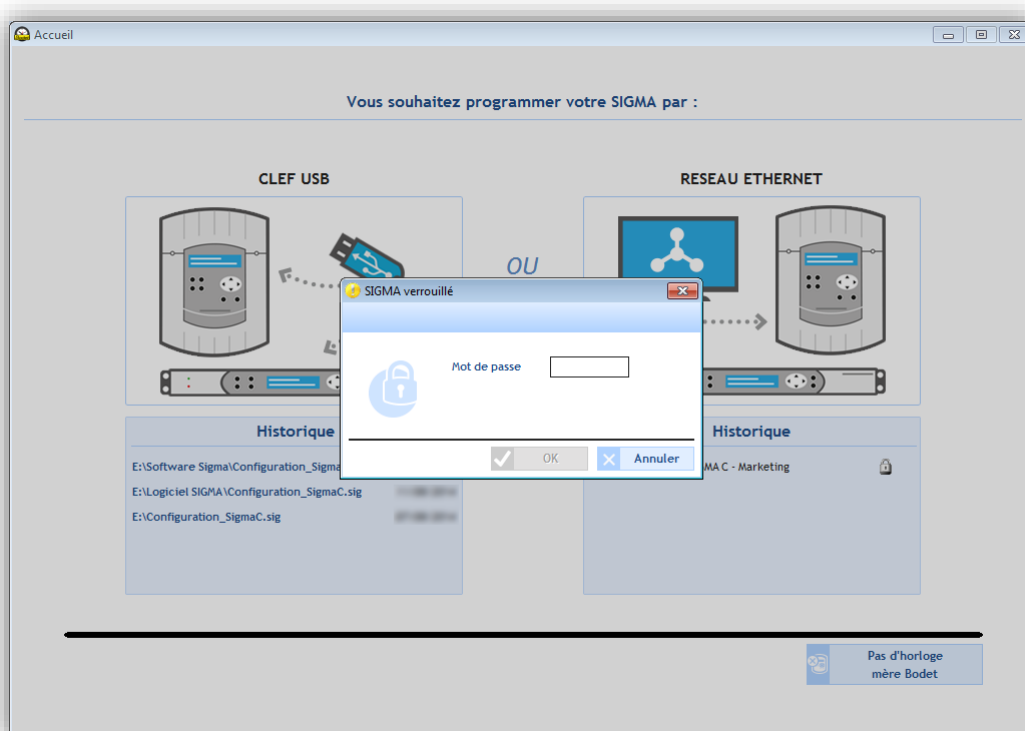 Accueil
Vous souhaitez programmer votre SIGMA par :
CLEF USB
RESEAU ETHERNET
OU
SIGMA verrouillé
Mot de passe
OK
Annuler
Historique
E:\Software Sigma\Configuration_Sigma
E:\Logiciel SIGMA\Configuration_SigmaC.sig
E:\Configuration_SigmaC.sig
Historique
MA C - Marketing
Pas d'horloge
mère Bodet